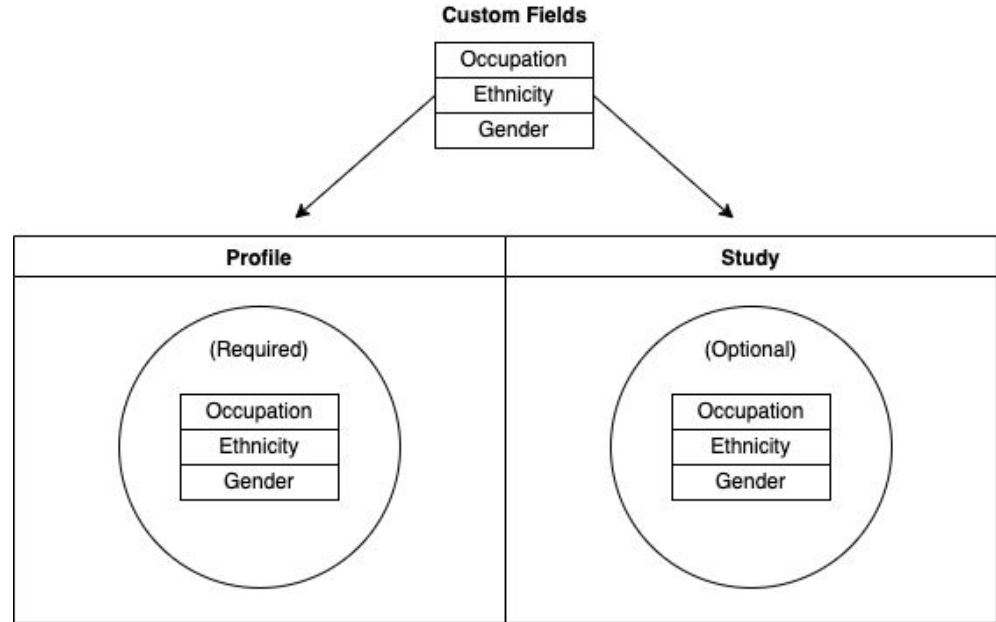 Custom Fields
Occupation
Ethnicity
Gender
Profile
Study
(Required)
Occupation
Ethnicity
Gender
(Optional)
Occupation
Ethnicity
Gender